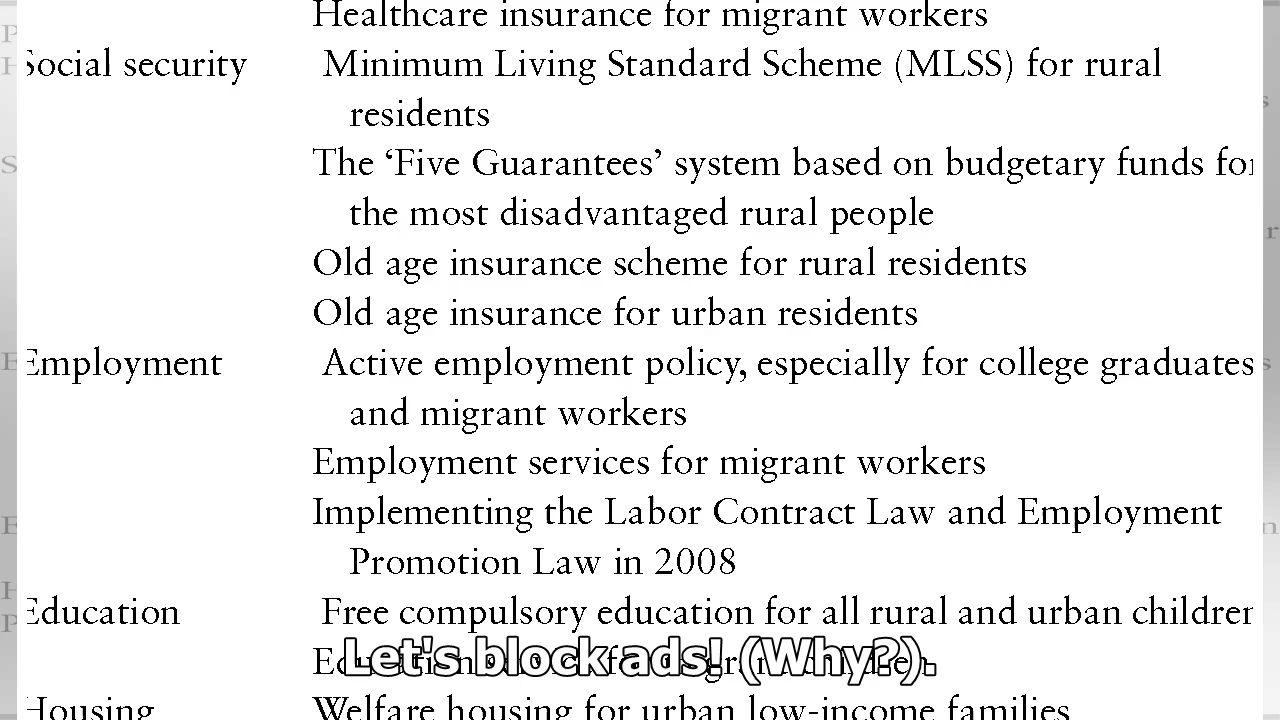 Healthcare insurance for migrant workers
Social security Minimum Living Standard Scheme (MLSS) for rural
residents
The ‘Five Guarantees’ system based on budgetary funds for
the most disadvantaged rural people
Old age insurance scheme for rural residents
Old age insurance for urban residents
Employment Active employment policy, especially for college graduates
and migrant workers
Employment services for migrant workers
Implementing the Labor Contract Law and Employment
Promotion Law in 2008
Education Free compulsory education for all rural and urban children
Let's block ads! (Why?).
Housing Welfare housing for urban low-income families